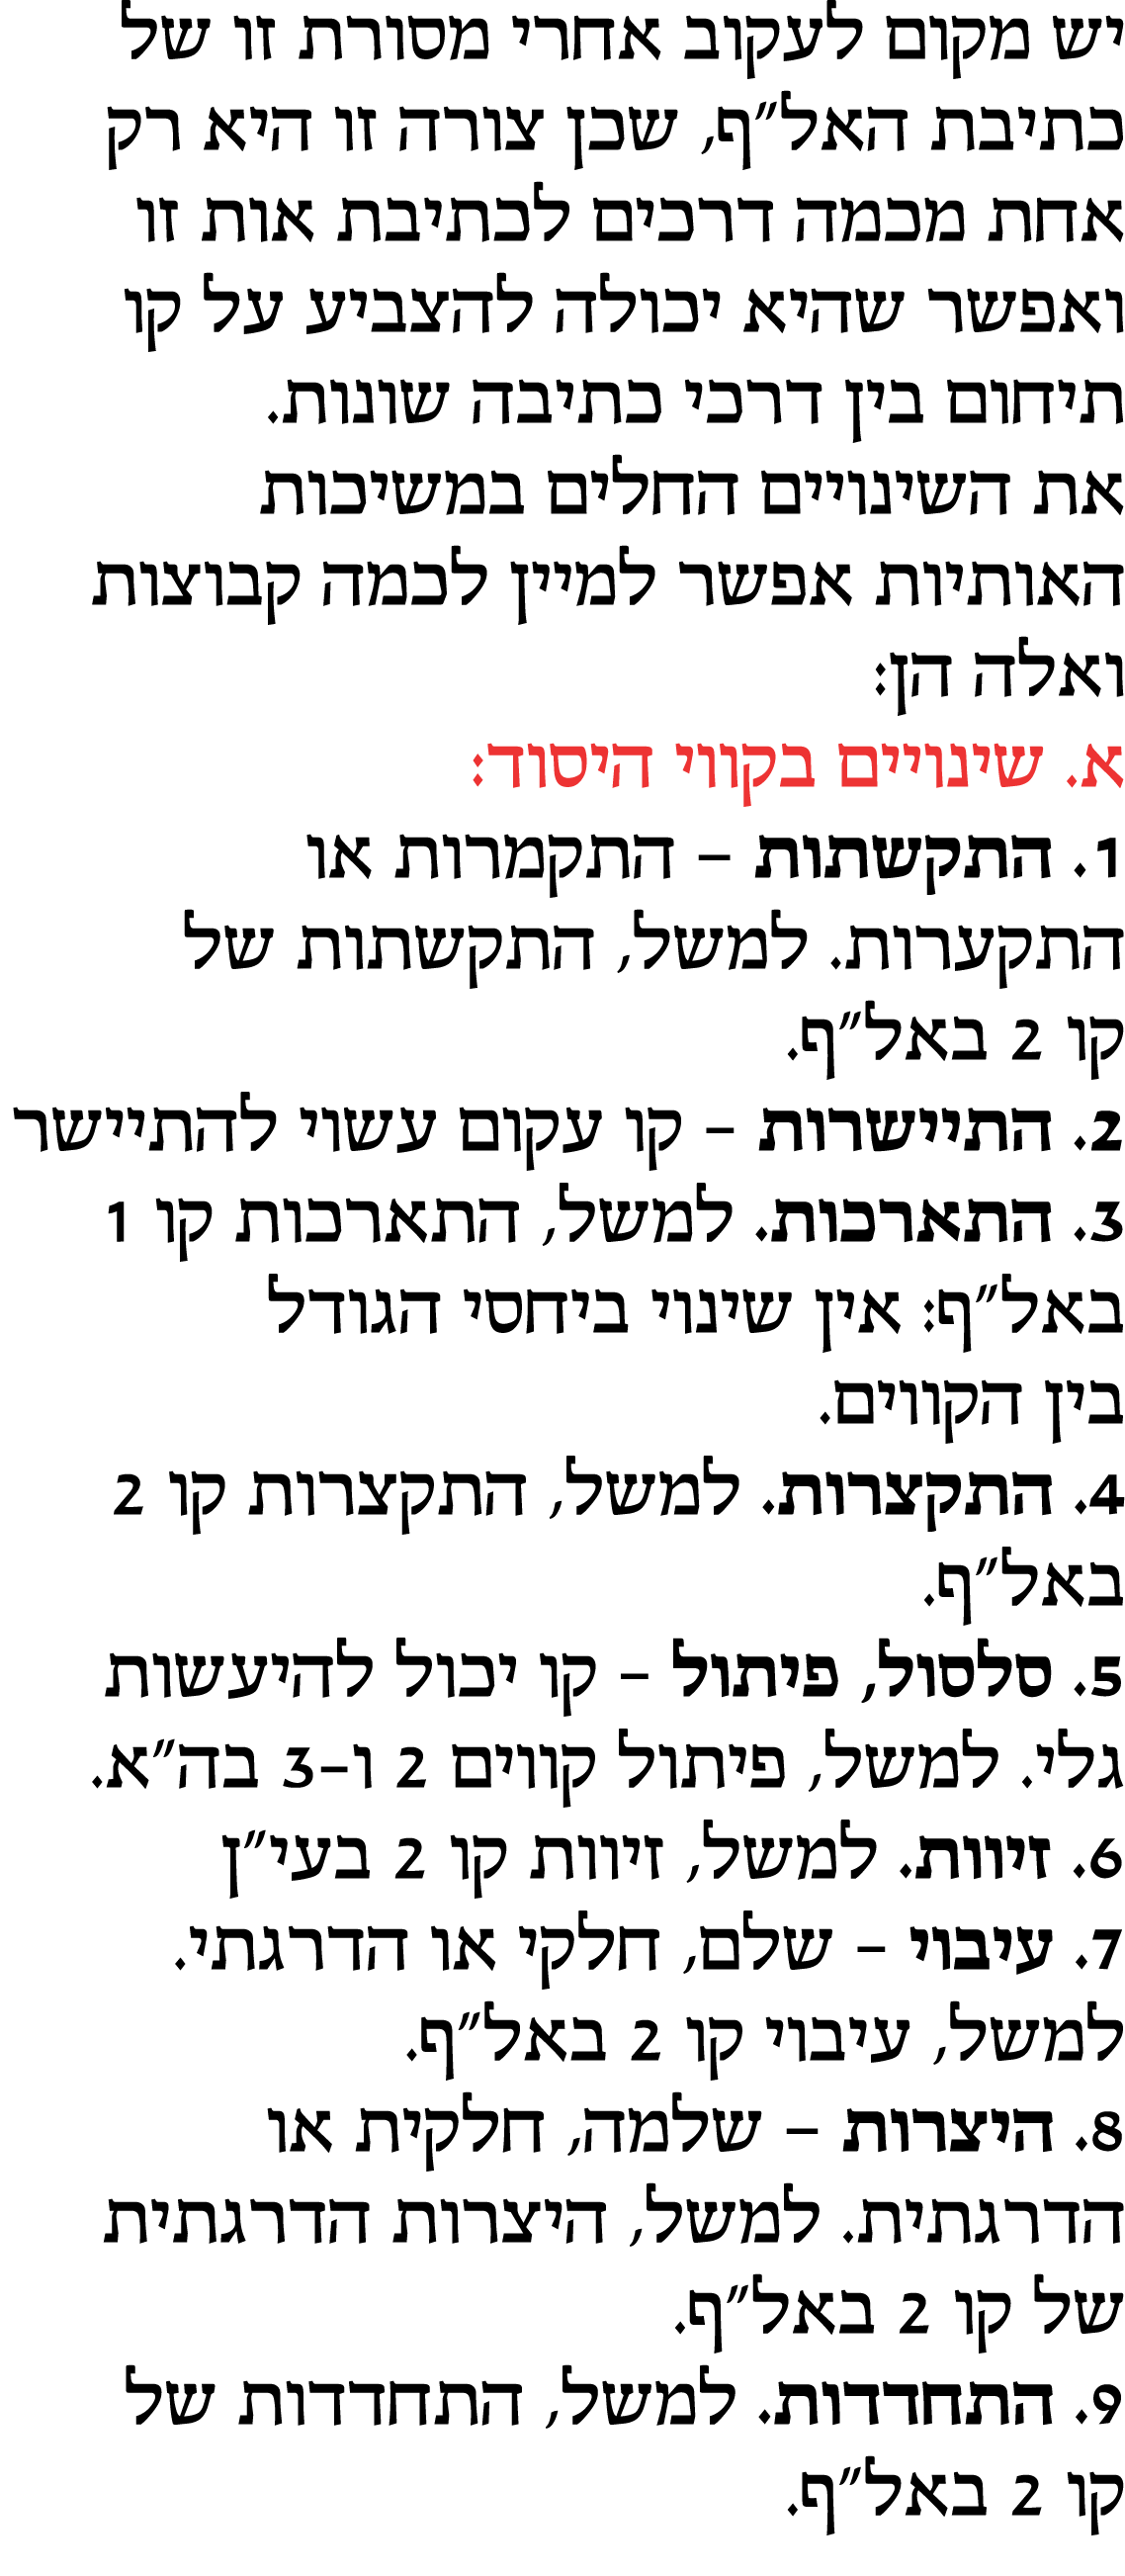 יש מקום לעקוב אחרי מסורת זו של
כתיבת האל״ף, שכן צורה זו היא רק
אחת מכמה דרכים לכתיבת אות זו
ואפשר שהיא יכולה להצביע על קו
תיחום בין דרכי כתיבה שונות.
את השינויים החלים במשיכות
האותיות אפשר למיין לכמה קבוצות
ואלה הן:
א. שינויים בקווי היסוד:
1. התקשתות – התקמרות או
התקערות. למשל, התקשתות של
קו 2 באל״ף.
2. התיישרות – קו עקום עשוי להתיישר
3. התארכות. למשל, התארכות קו 1
באל״ף: אין שינוי ביחסי הגודל
בין הקווים.
4. התקצרות. למשל, התקצרות קו 2
באל״ף.
5. סלסול, פיתול – קו יכול להיעשות
גלי. למשל, פיתול קווים 2 ו–3 בה״א.
6. זיוות. למשל, זיוות קו 2 בעי״ן
7. עיבוי – שלם, חלקי או הדרגתי.
למשל, עיבוי קו 2 באל״ף.
8. היצרות – שלמה, חלקית או
הדרגתית. למשל, היצרות הדרגתית
של קו 2 באל״ף.
9. התחדדות. למשל, התחדדות של
קו 2 באל״ף.